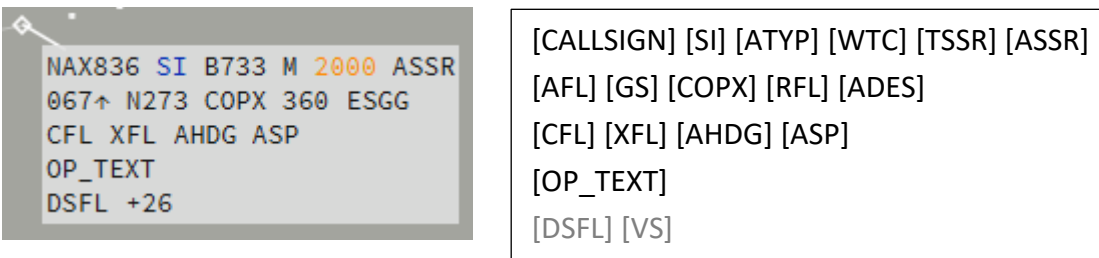 NAX836 SI B733 M 2000 ASSR
067↑ N273 COPX 360 ESGG
CFL XFL AHDG ASP
OP_TEXT
DSFL +26
[CALLSIGN] [SI] [ATYP] [WTC] [TSSR] [ASSR]
[AFL] [GS] [COPX] [RFL] [ADES]
[CFL] [XFL] [AHDG] [ASP]
[OP_TEXT]
[DSFL] [VS]